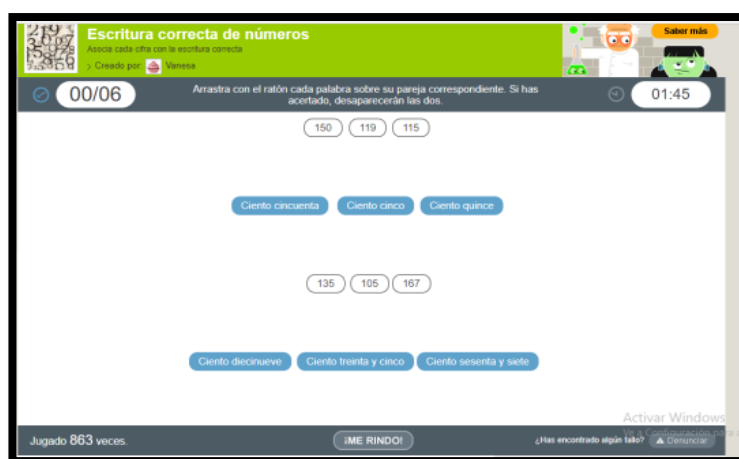 Escritura correcta de números
Asocia cada cifra con la escritura correcta
> Creado por: Vanesa
Saber más
00/06
Arrastra con el ratón cada palabra sobre su pareja correspondiente. Si has
acertado, desaparecerán las dos.
01:45
150 119 115
Ciento cincuenta Ciento cinco Ciento quince
135 105 167
Ciento diecinueve Ciento treinta y cinco Ciento sesenta y siete
Activar Windows
Ve a Configuración para a
Jugado 863 veces.
¡ME RINDO!
¿Has encontrado algún fallo? Denunciar